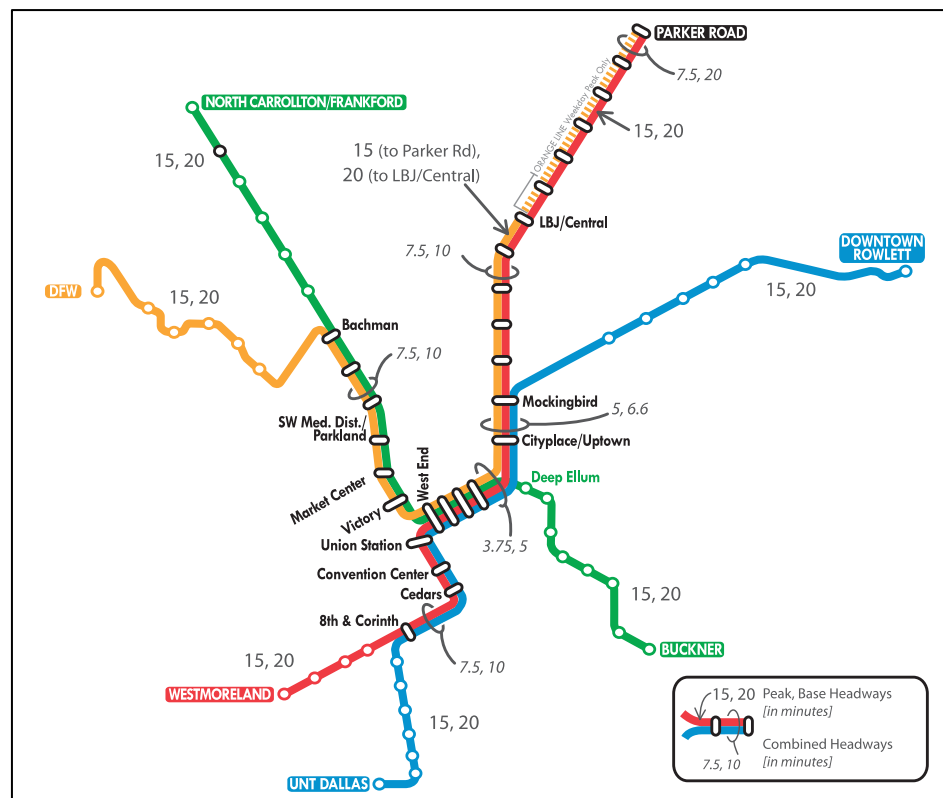 PARKER ROAD
7.5, 20
ORANGE LINE Weekday Peak Only
NORTH CARROLLTON/FRANKFORD
15, 20
15, 20
15 (to Parker Rd),
20 (to LBJ/Central)
LBJ/Central
DOWNTOWN
ROWLETT
7.5, 10
15, 20
DFW
15, 20
Bachman
7.5, 10
Mockingbird
5, 6.6
SW Med. Dist./
Parkland
Cityplace/Uptown
West End
Deep Ellum
Market Center
Victory
Union Station
3.75, 5
Convention Center
Cedars
15, 20
8th & Corinth
BUCKNER
7.5, 10
15, 20
WESTMORELAND
15, 20
UNT DALLAS
15, 20 Peak, Base Headways
[in minutes]
Combined Headways
7.5, 10 [in minutes]